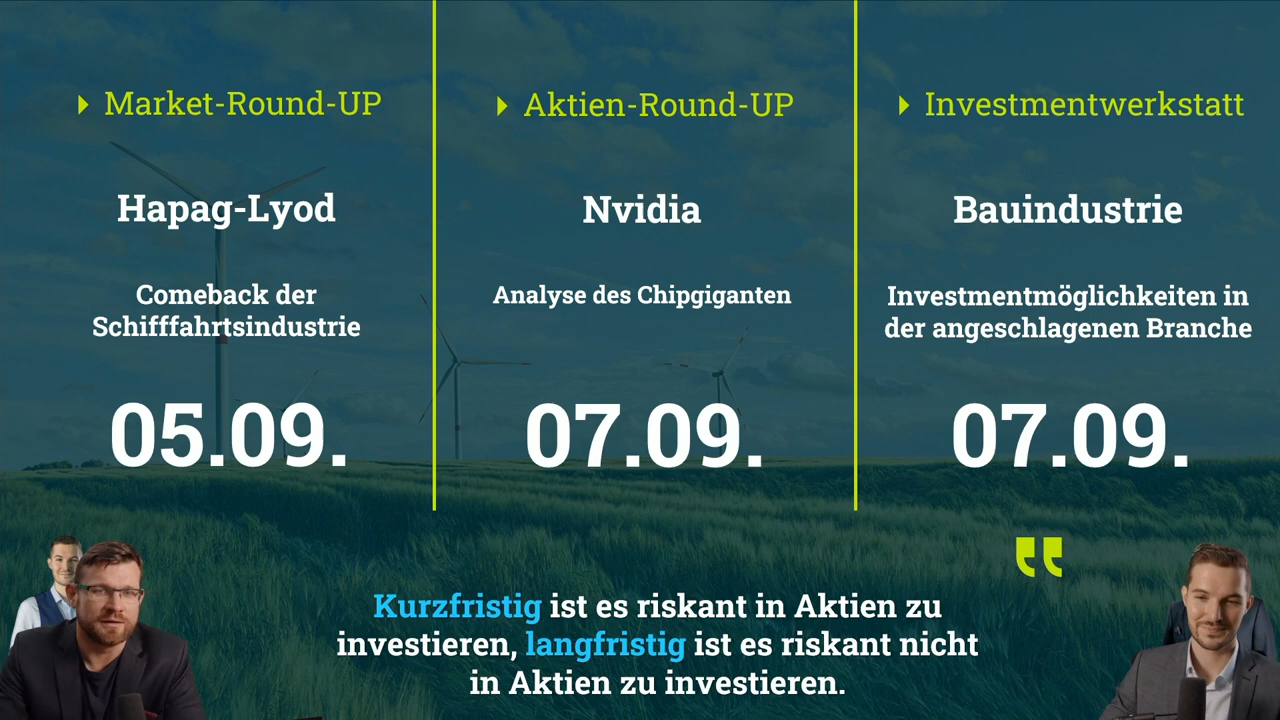 Market-Round-UP
Hapag-Lyod
Comeback der
Schifffahrtsindustrie
05.09.
Aktien-Round-UP
Nvidia
Analyse des Chipgiganten
07.09.
Investmentwerkstatt
Bauindustrie
Investmentmöglichkeiten in
der angeschlagenen Branche
07.09.
Kurzfristig ist es riskant in Aktien zu
investieren, langfristig ist es riskant nicht
in Aktien zu investieren.